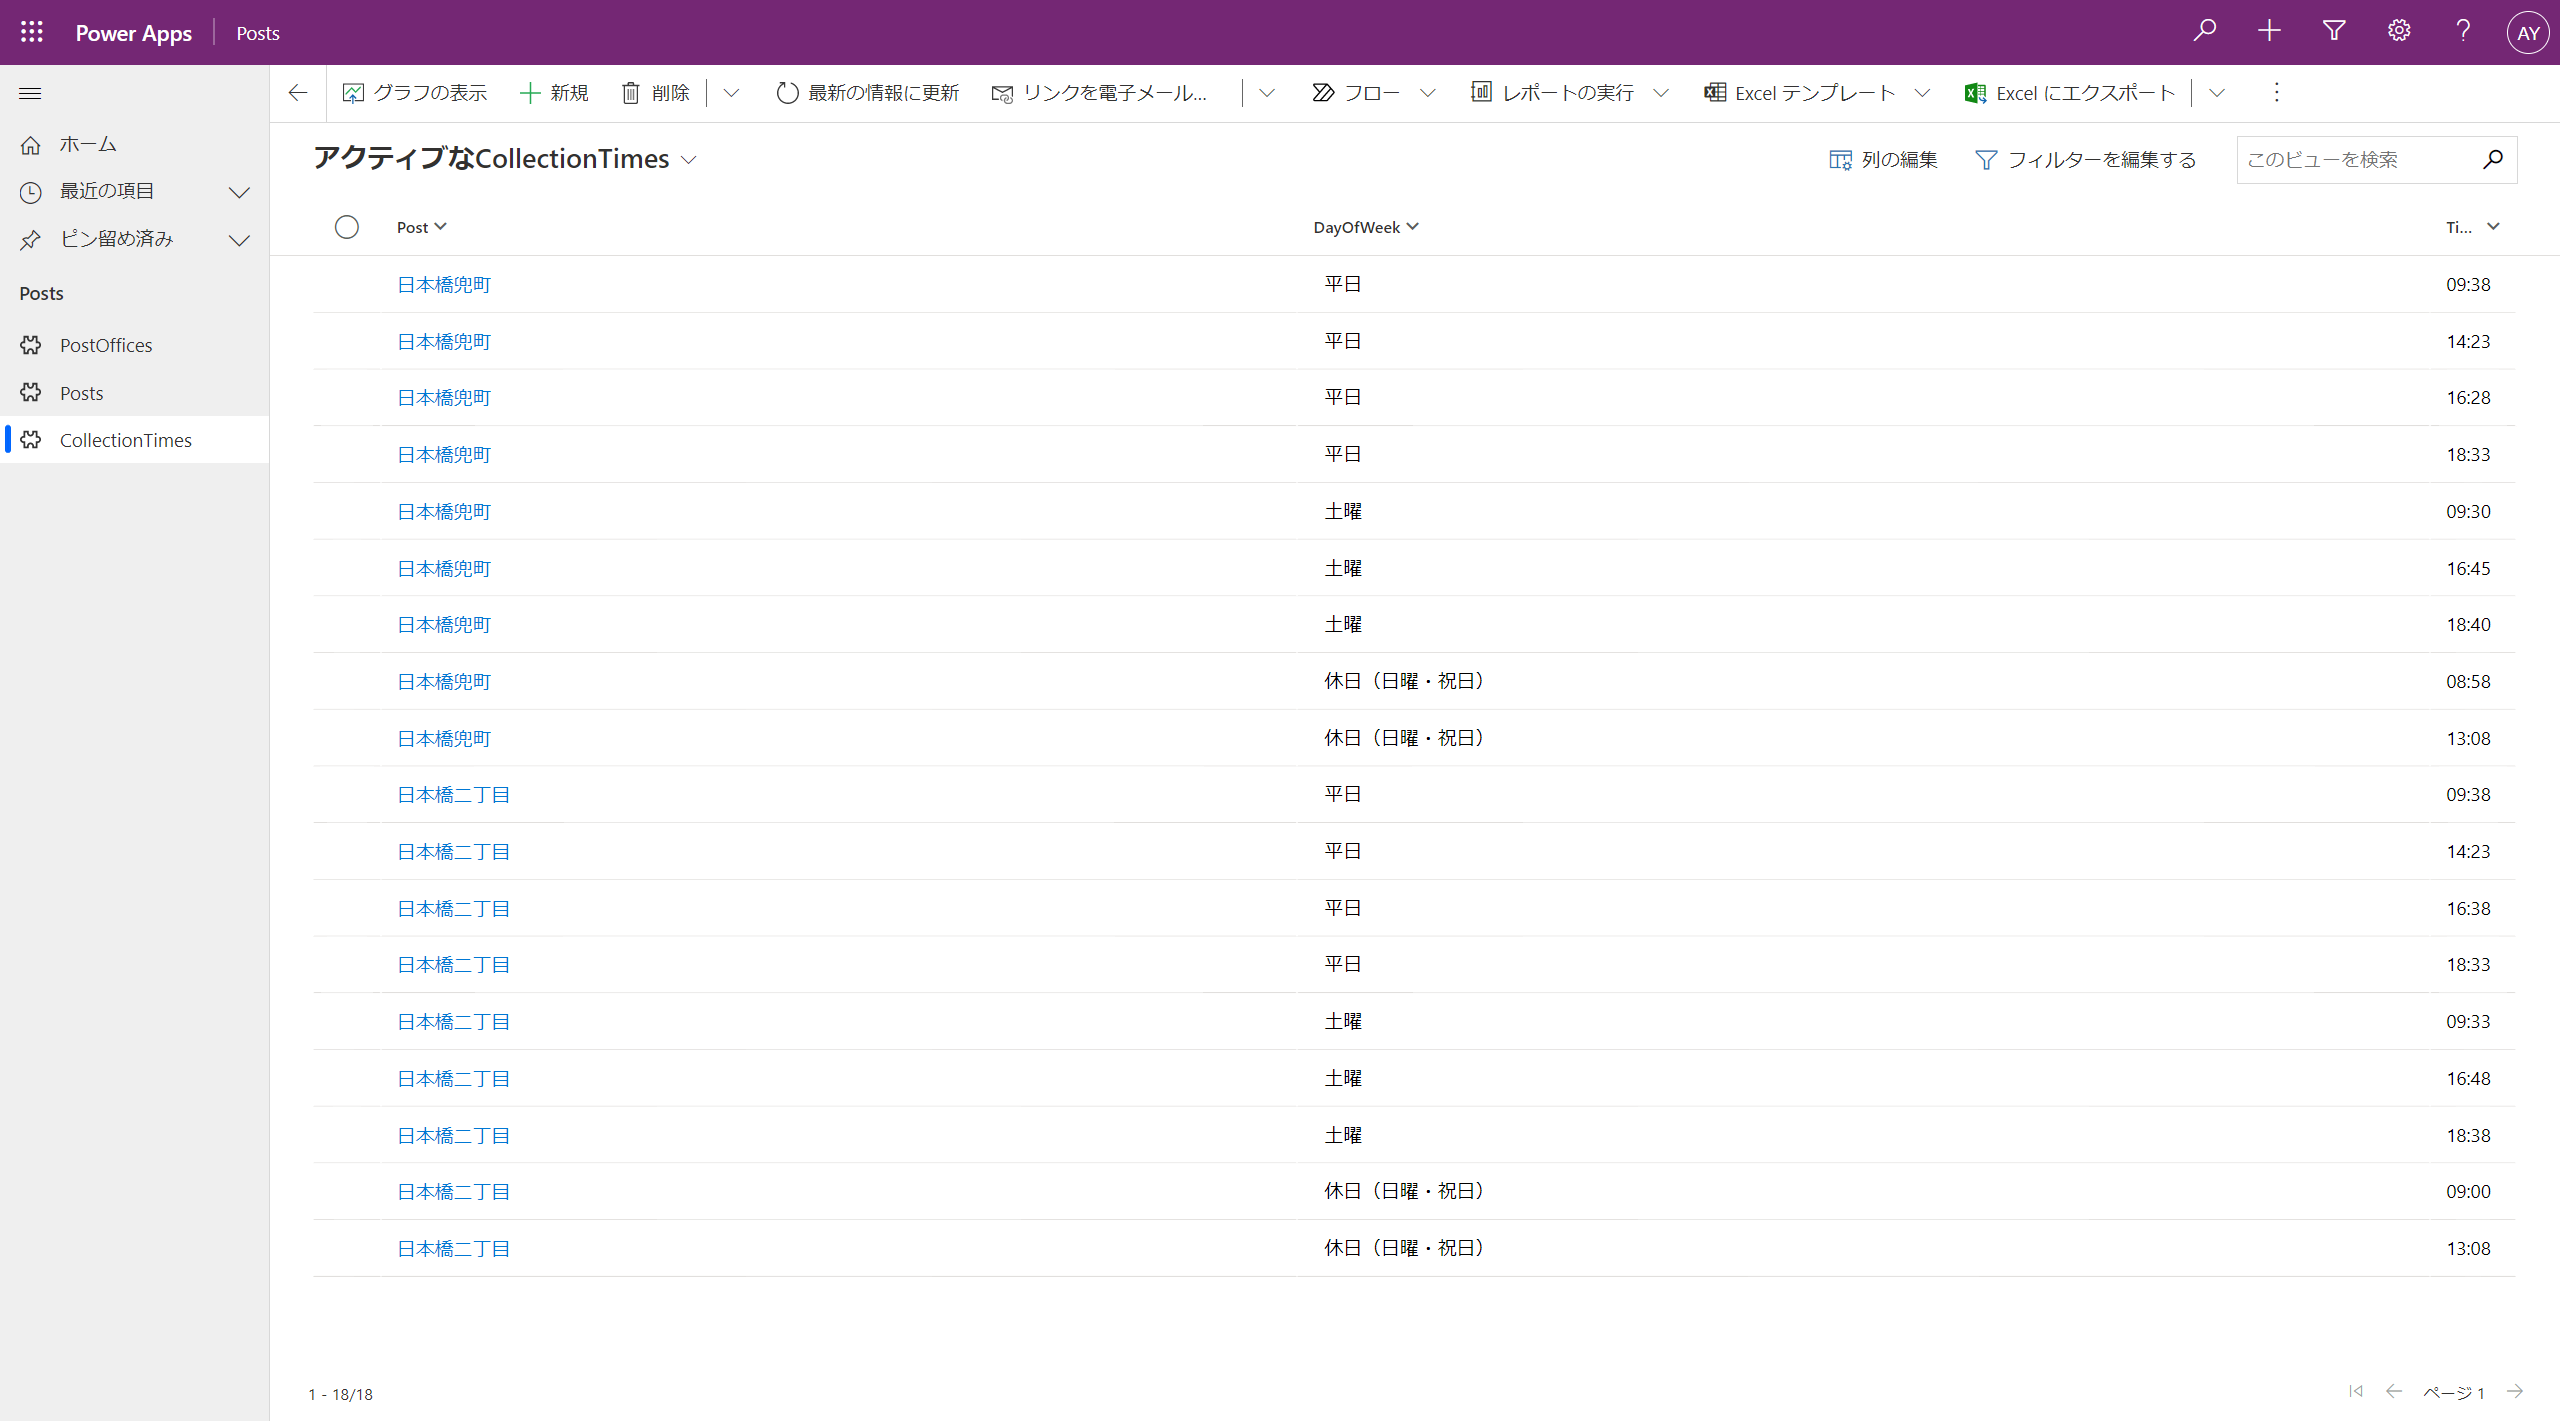 Power Apps
Posts
AY
グラフの表示
新規
削除
最新の情報に更新
リンクを電子メール...
フロー
レポートの実行
Excel テンプレート
Excel にエクスポート
ホーム
最近の項目
ピン留め済み
Posts
PostOffices
Posts
CollectionTimes
アクティブなCollectionTimes
列の編集
フィルターを編集する
このビューを検索
Post DayOfWeek Ti...
日本橋兜町 平日 09:38
日本橋兜町 平日 14:23
日本橋兜町 平日 16:28
日本橋兜町 平日 18:33
日本橋兜町 土曜 09:30
日本橋兜町 土曜 16:45
日本橋兜町 土曜 18:40
日本橋兜町 休日（日曜・祝日） 08:58
日本橋兜町 休日（日曜・祝日） 13:08
日本橋二丁目 平日 09:38
日本橋二丁目 平日 14:23
日本橋二丁目 平日 16:38
日本橋二丁目 平日 18:33
日本橋二丁目 土曜 09:33
日本橋二丁目 土曜 16:48
日本橋二丁目 土曜 18:38
日本橋二丁目 休日（日曜・祝日） 09:00
日本橋二丁目 休日（日曜・祝日） 13:08
1 - 18/18
ページ 1